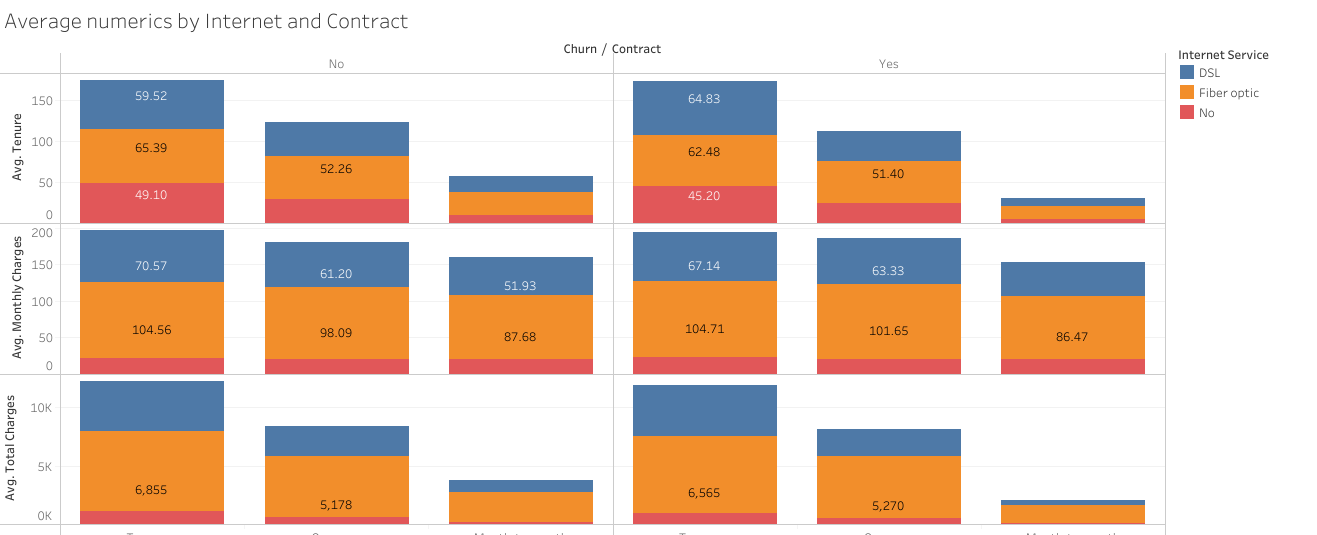 Average numerics by Internet and Contract
Churn / Contract
No
Yes
Internet Service
DSL
Fiber optic
No
Avg. Tenure
150
100
50
0
59.52
65.39
49.10
52.26
64.83
62.48
45.20
51.40
Avg. Monthly Charges
200
150
100
50
0
70.57
104.56
61.20
98.09
51.93
87.68
67.14
104.71
63.33
101.65
86.47
Avg. Total Charges
10K
5K
0K
6,855
5,178
6,565
5,270